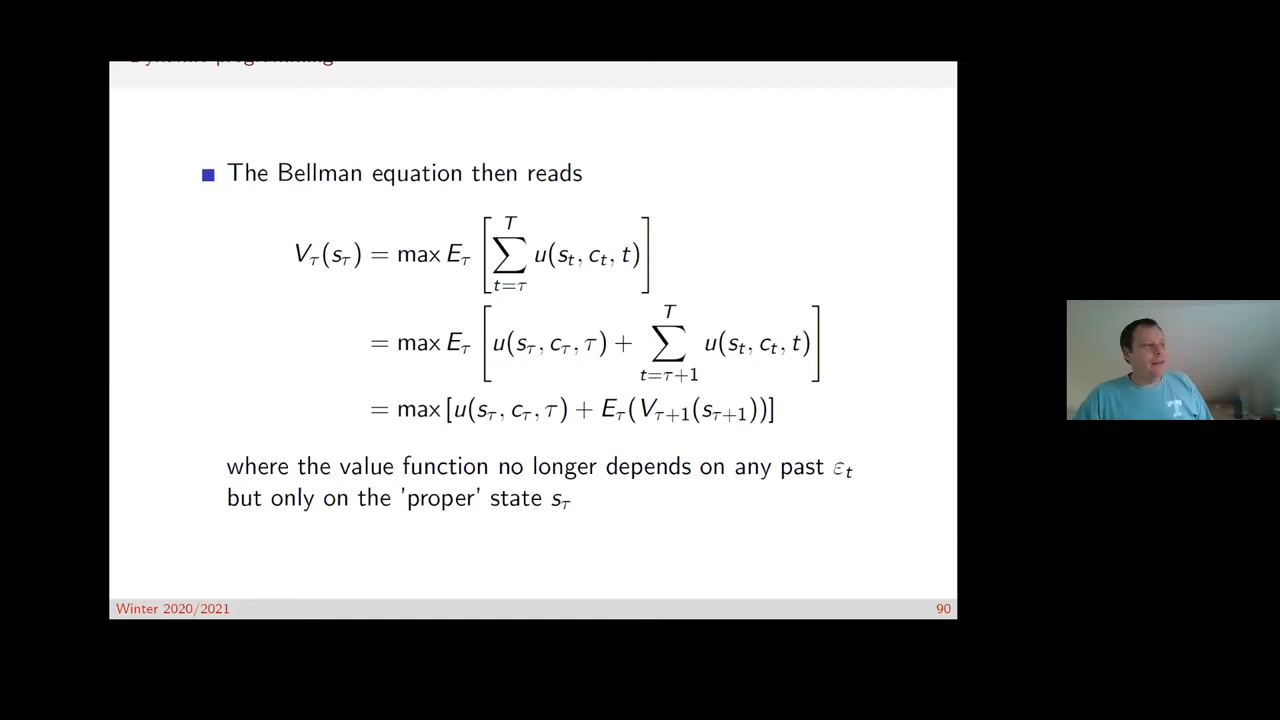 Dynamic programming
The Bellman equation then reads
V_τ(s_τ) = max E_τ [ ∑_{t=τ}^{T} u(s_t, c_t, t) ]
= max E_τ [ u(s_τ, c_τ, τ) + ∑_{t=τ+1}^{T} u(s_t, c_t, t) ]
= max [u(s_τ, c_τ, τ) + E_τ(V_{τ+1}(s_{τ+1}))]
where the value function no longer depends on any past ε_t
but only on the 'proper' state s_τ
Winter 2020/2021 90